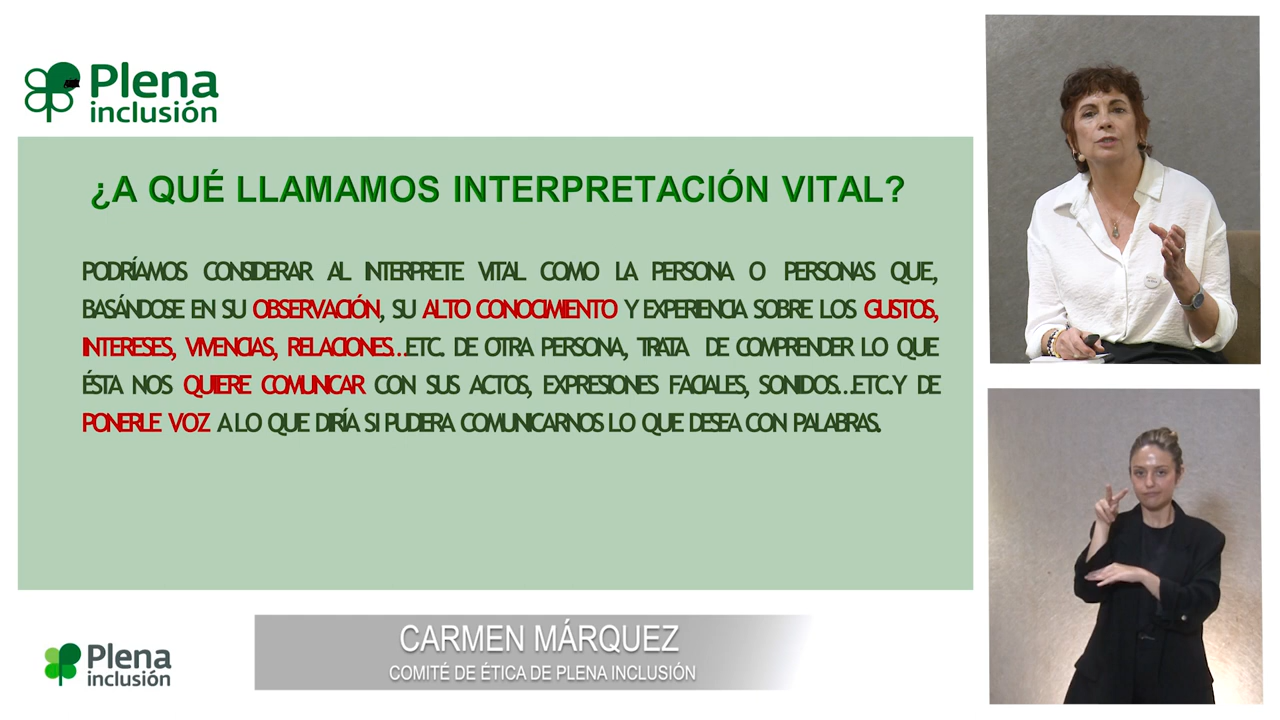 Plena
inclusión
¿A QUÉ LLAMAMOS INTERPRETACIÓN VITAL?
PODRÍAMOS CONSIDERAR AL INTERPRETE VITAL COMO LA PERSONA O PERSONAS QUE,
BASÁNDOSE EN SU OBSERVACIÓN, SU ALTO CONOCIMIENTO Y EXPERIENCIA SOBRE LOS GUSTOS,
INTERESES, VIVENCIAS, RELACIONES…ETC. DE OTRA PERSONA, TRATA DE COMPRENDER LO QUE
ÉSTA NOS QUIERE COMUNICAR CON SUS ACTOS, EXPRESIONES FACIALES, SONIDOS…ETC.Y DE
PONERLE VOZ A LO QUE DIRÍA SI PUDERA COMUNICARNOS LO QUE DESEA CON PALABRAS.
CARMEN MÁRQUEZ
COMITÉ DE ÉTICA DE PLENA INCLUSIÓN
Plena
inclusión